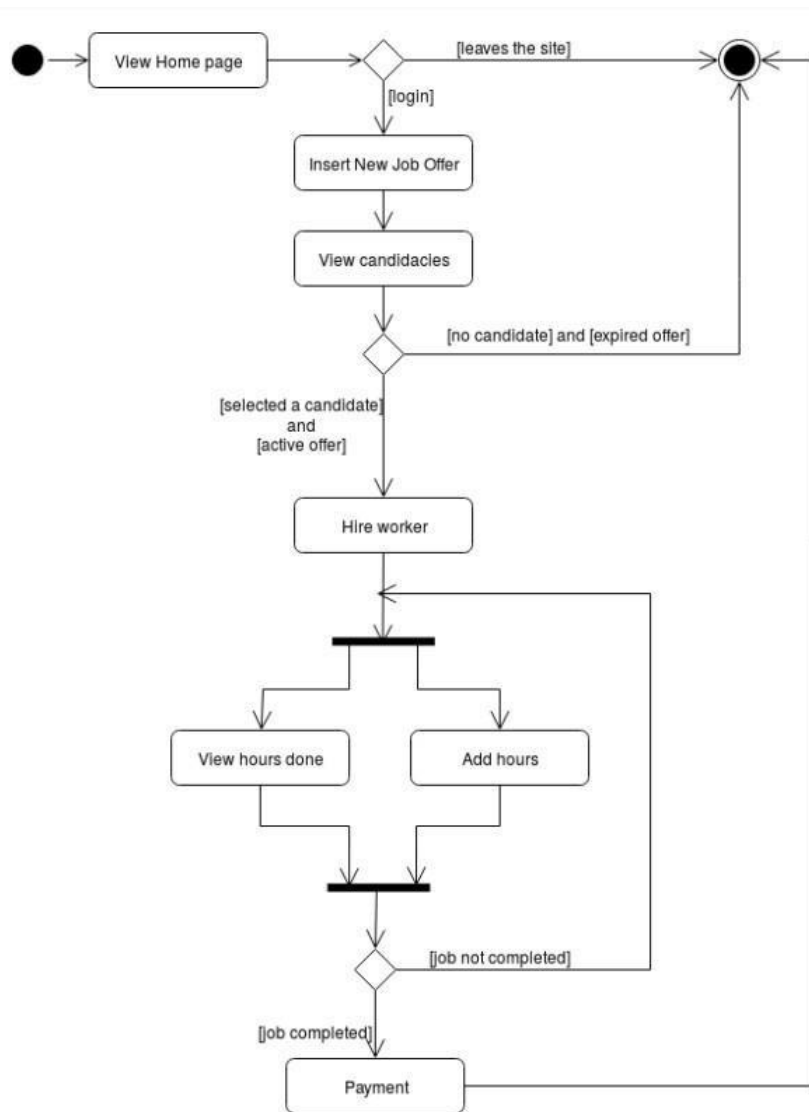 View Home page
[leaves the site]
[login]
Insert New Job Offer
View candidacies
[no candidate] and [expired offer]
[selected a candidate]
and
[active offer]
Hire worker
View hours done
Add hours
[job not completed]
[job completed]
Payment